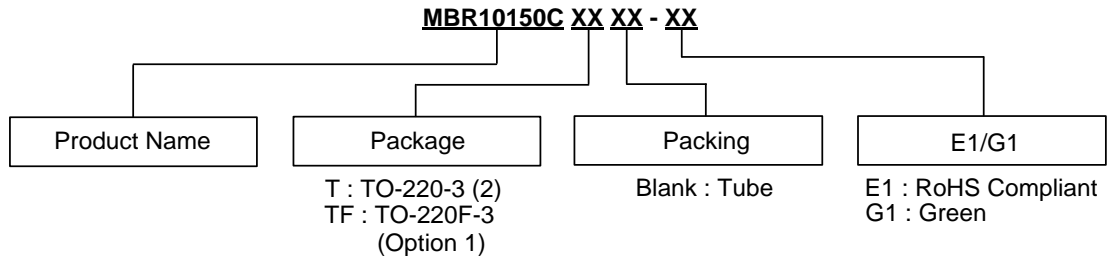 MBR10150C XX XX - XX
Product Name
Package
Packing
E1/G1
T : TO-220-3 (2)
TF : TO-220F-3
(Option 1)
Blank : Tube
E1 : RoHS Compliant
G1 : Green